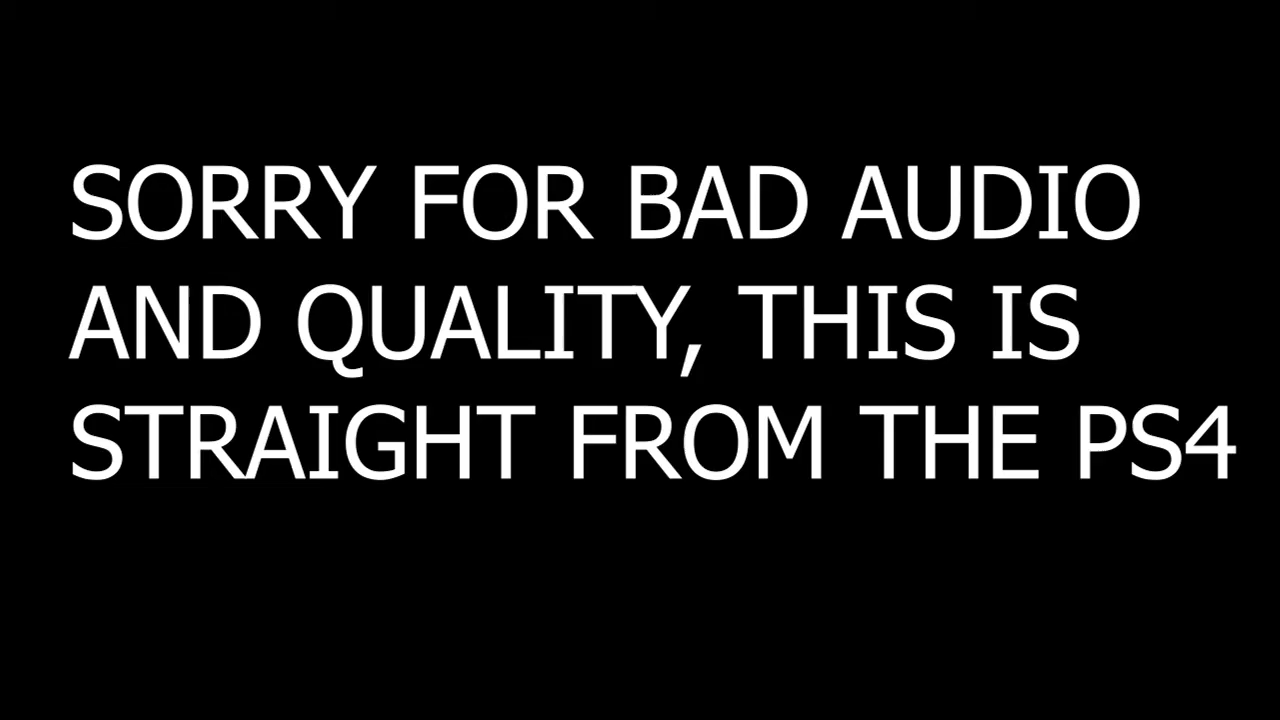 SORRY FOR BAD AUDIO
AND QUALITY, THIS IS
STRAIGHT FROM THE PS4